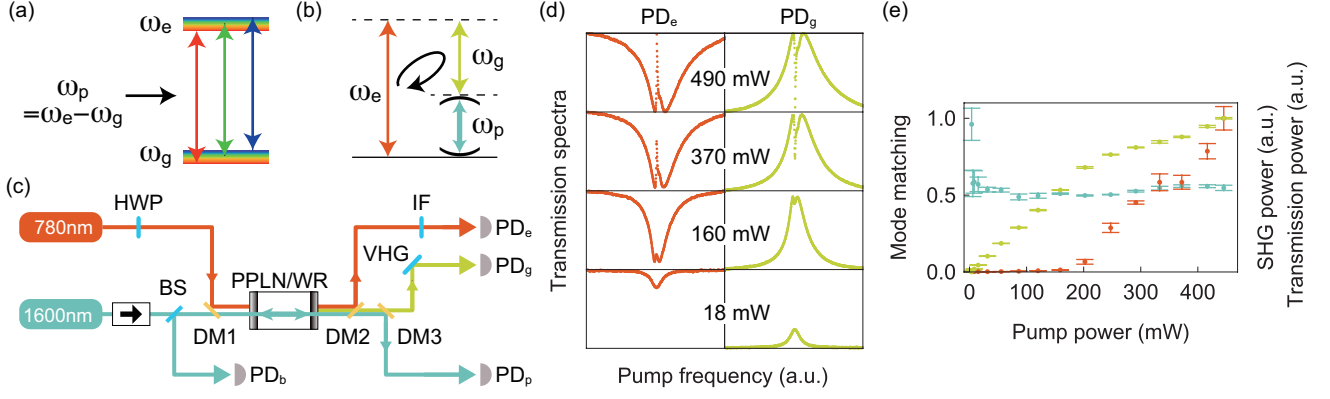 (a)
ωe
ωp
=ωe−ωg
ωg
(b)
ωe
ωg
ωp
(c)
HWP
780nm
IF
PDe
VHG
PDg
BS
PPLN/WR
1600nm
DM1
DM2
DM3
PDb
PDp
(d)
PDe
PDg
Transmission spectra
490 mW
370 mW
160 mW
18 mW
Pump frequency (a.u.)
(e)
Mode matching
1.0
0.5
0.0
0
100
200
300
400
Pump power (mW)
SHG power (a.u.)
Transmission power (a.u.)